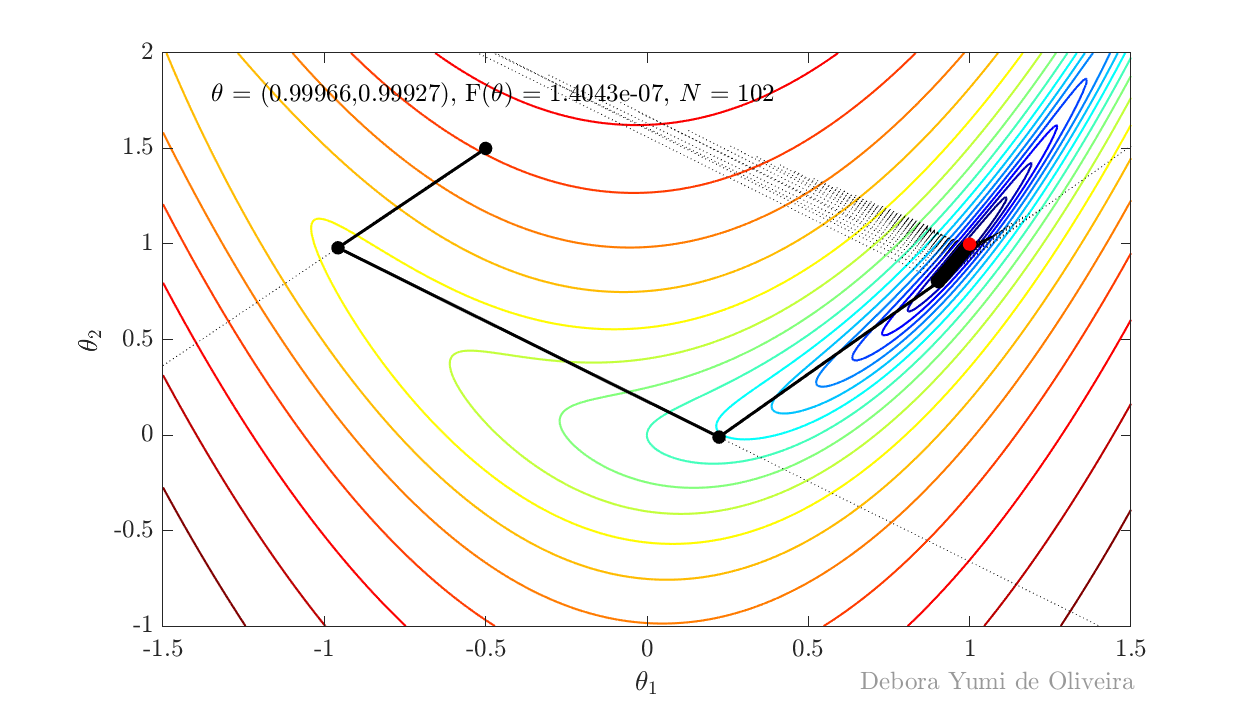 2
θ = (0.99966,0.99927), F(θ) = 1.4043e-07, N = 102
1.5
1
0.5
θ₂
0
-0.5
-1
-1.5 -1 -0.5 0 0.5 1 1.5
θ₁
Debora Yumi de Oliveira